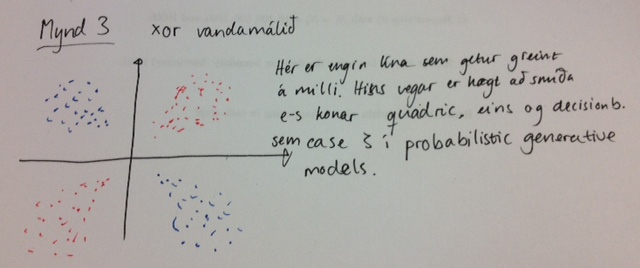 Mynd 3 xor vandamálið
Hér er engin lína sem getur greint
á milli. Hins vegar er hægt að smíða
e-s konar quadric, eins og decisionb.
sem case 3 í probabilistic generative
models.